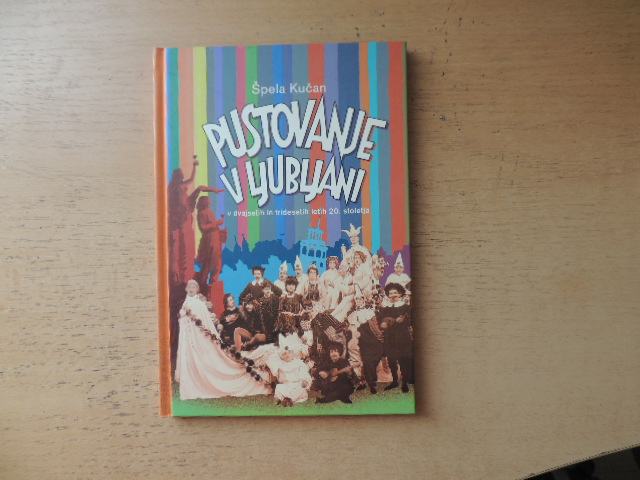 Špela Kučan
PUSTOVANJE
V LJUBLJANI
v dvajsetih in tridesetih letih 20. stoletja